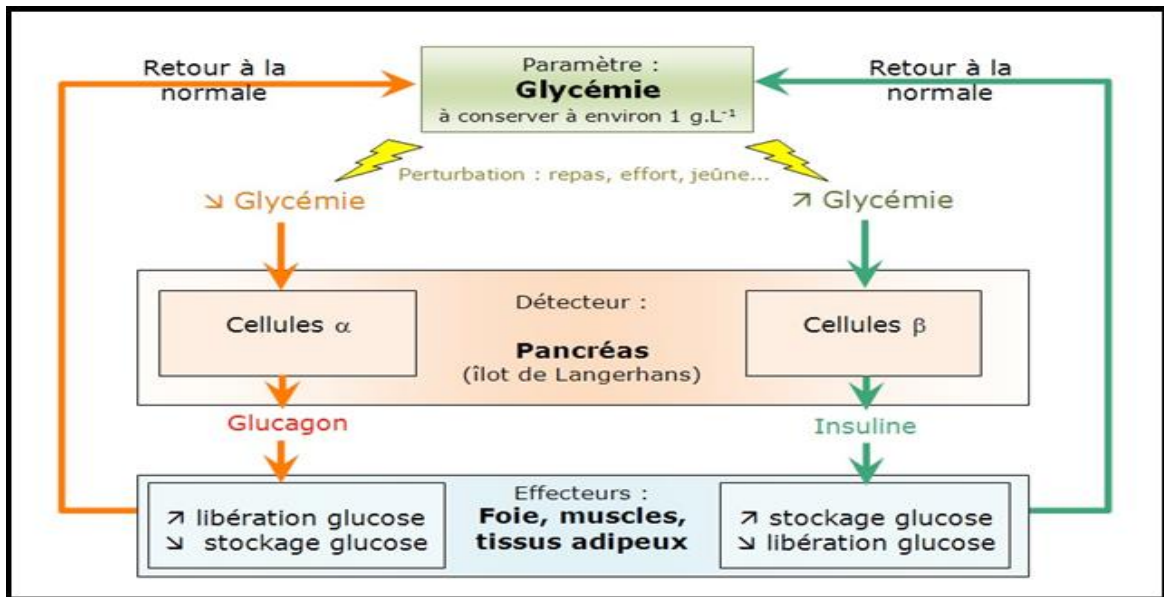 Retour à la
normale
Paramètre :
Glycémie
à conserver à environ 1 g.L⁻¹
Retour à la
normale
Perturbation : repas, effort, jeûne...
↘ Glycémie
↗ Glycémie
Cellules α
Détecteur :
Pancréas
(îlot de Langerhans)
Cellules β
Glucagon
Insuline
↗ libération glucose
↘ stockage glucose
Effecteurs :
Foie, muscles,
tissus adipeux
↗ stockage glucose
↘ libération glucose